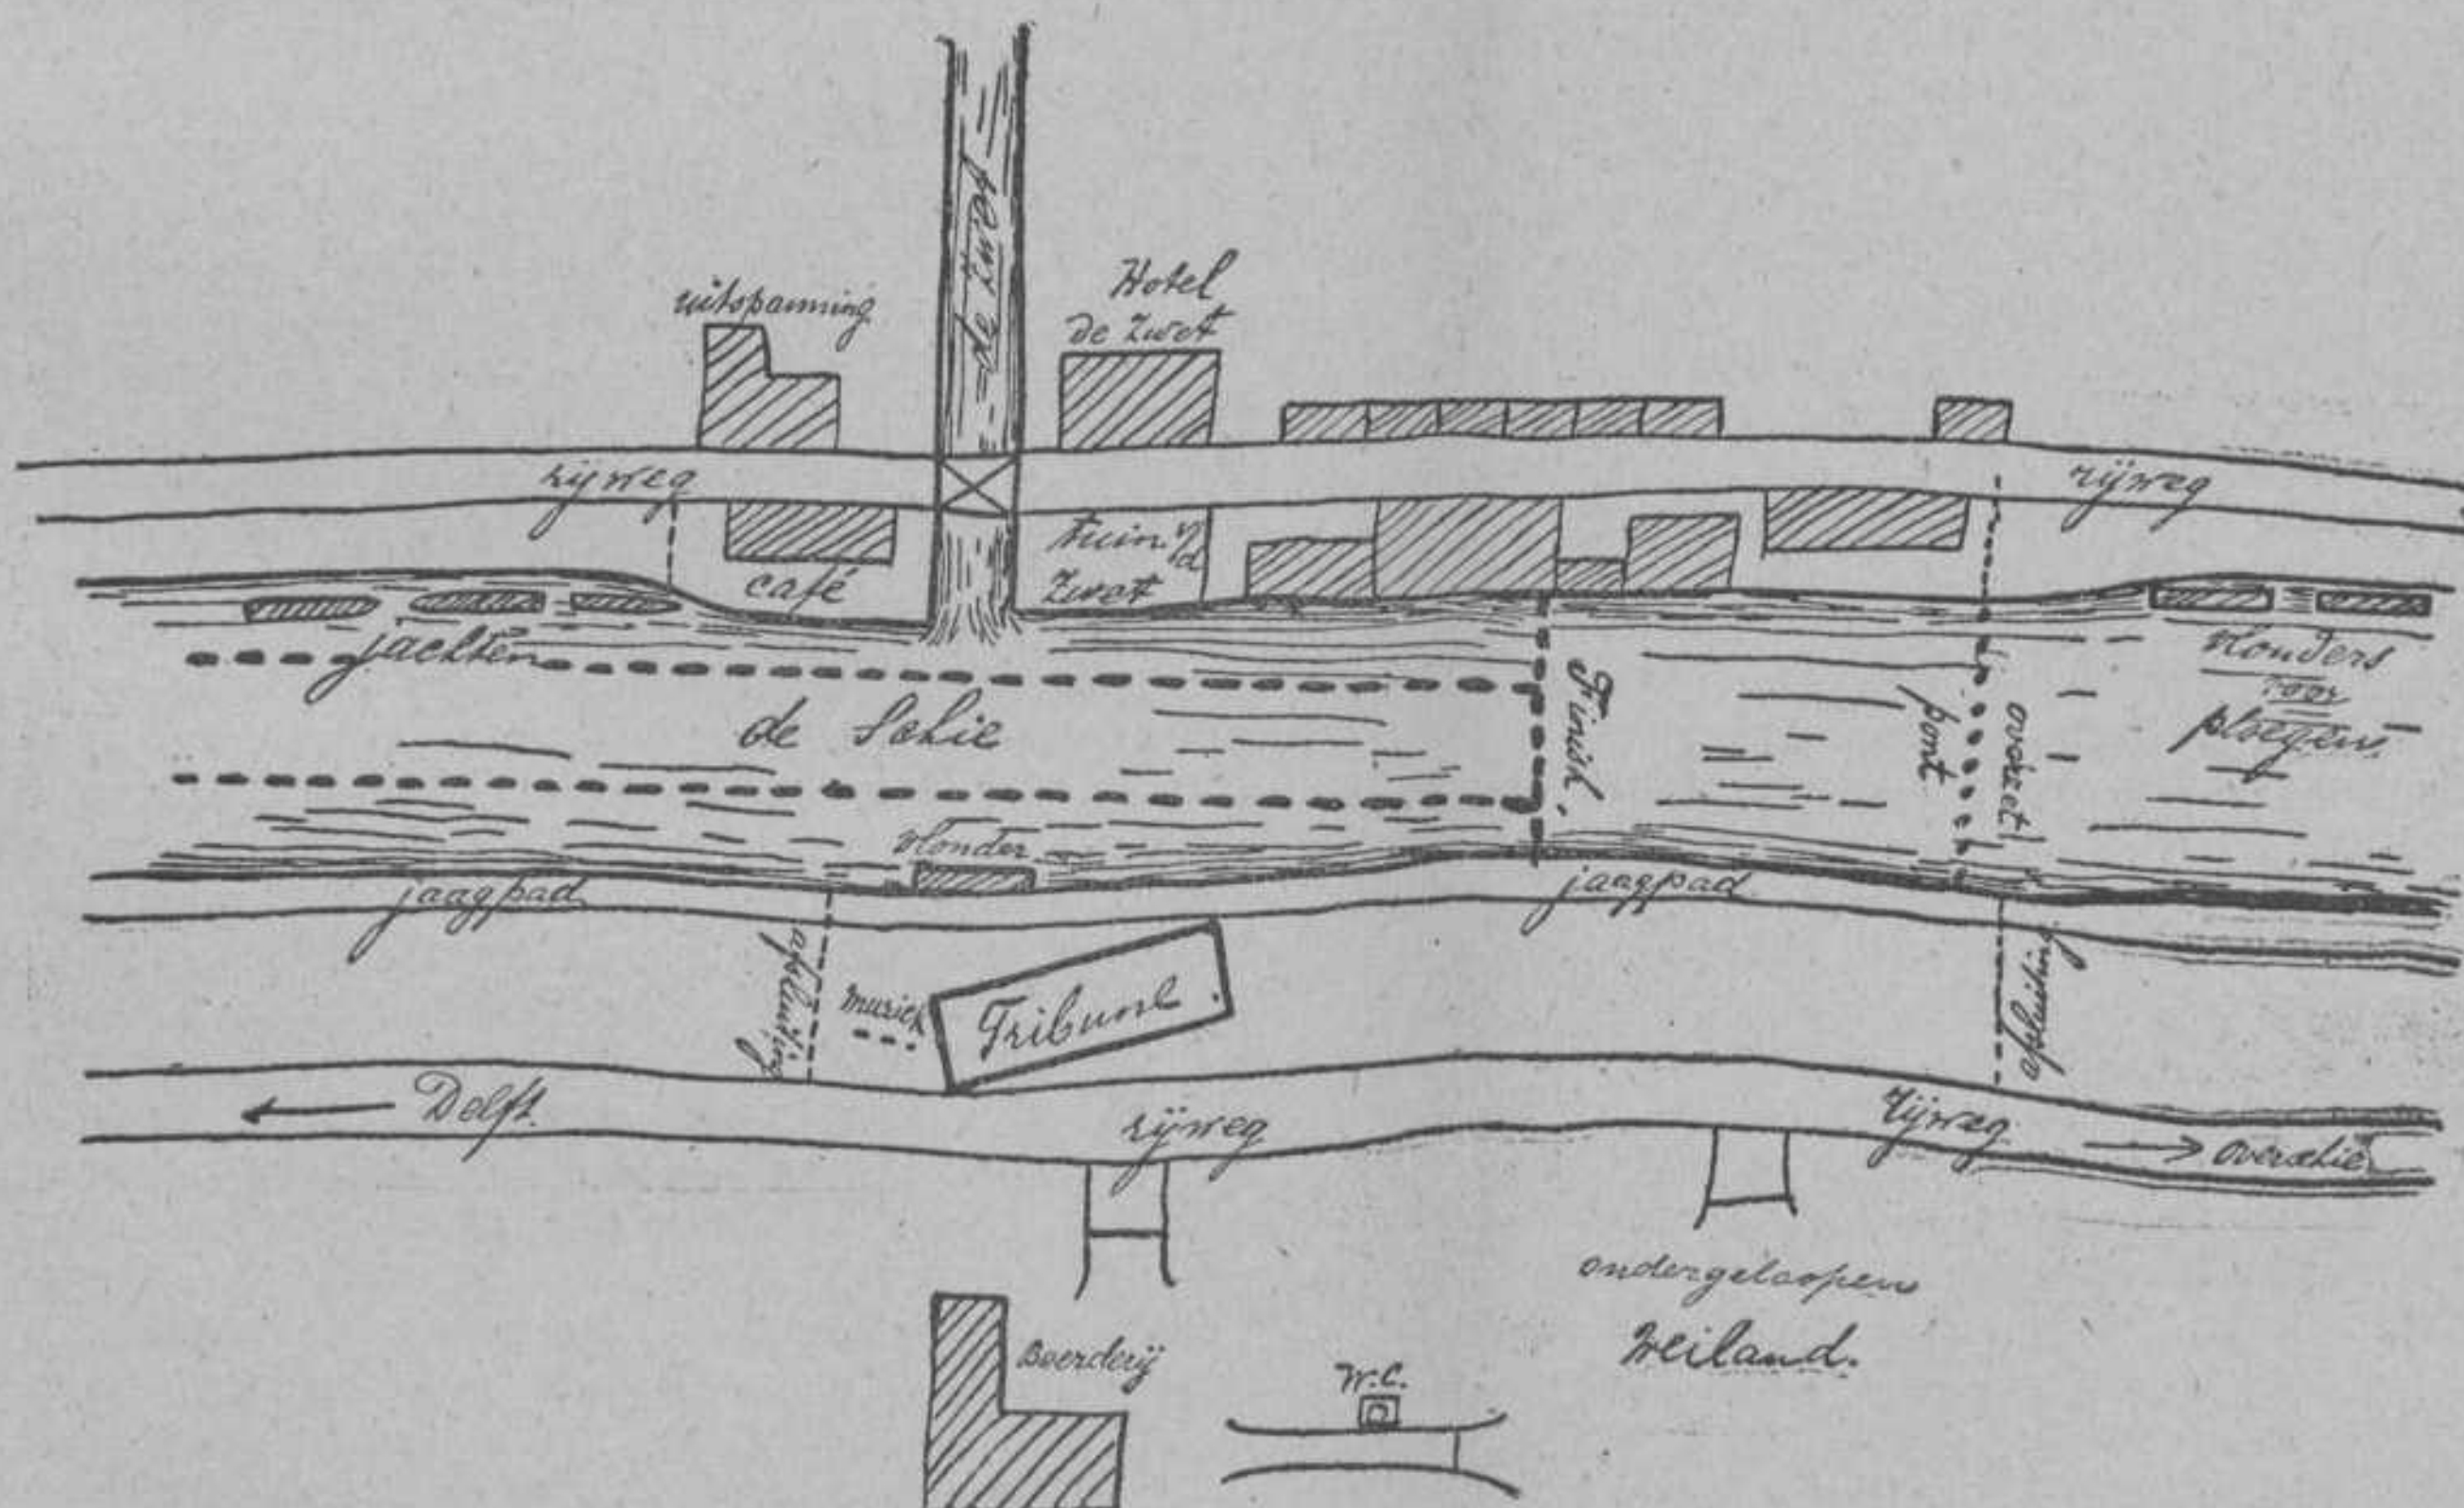 de Zwet
uitspanning
Hotel
de Zwet
rijweg
rijweg
café
tuin v/d
Zwet
jachten
vlonders
voor
ploegen
de Schie
Finish.
overzet
pont
vlonder
jaagpad
jaagpad
afsluiting
muziek
Tribune
afsluiting
Delft.
rijweg
rijweg
overschie
ondergeloopen
Weiland.
Boerderij
W.C.